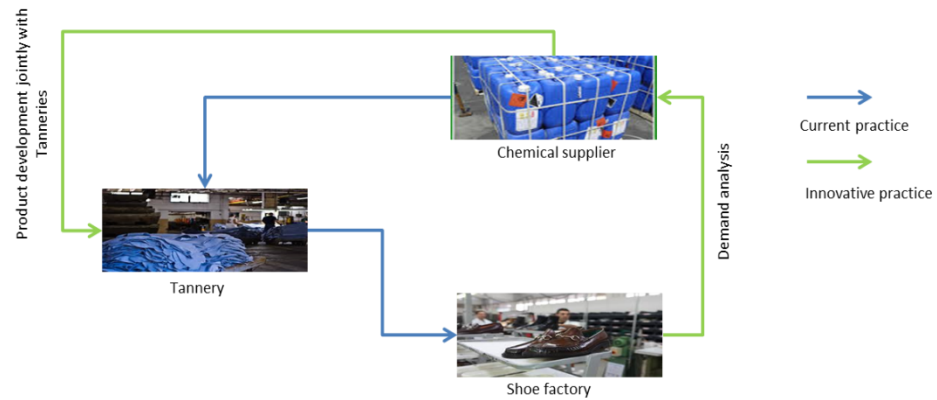 Product development jointly with
Tanneries
Chemical supplier
Current practice
Demand analysis
Innovative practice
Tannery
Shoe factory